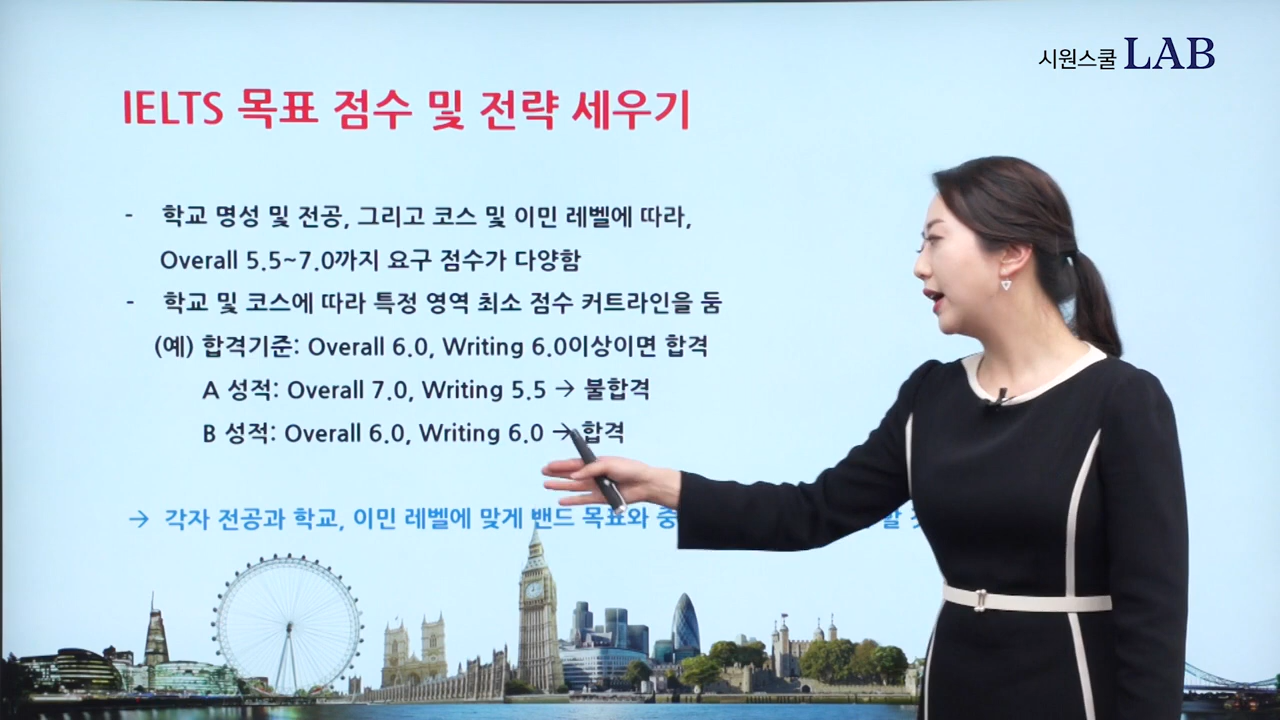 시원스쿨 LAB
IELTS 목표 점수 및 전략 세우기
- 학교 명성 및 전공, 그리고 코스 및 이민 레벨에 따라,
Overall 5.5~7.0까지 요구 점수가 다양함
- 학교 및 코스에 따라 특정 영역 최소 점수 커트라인을 둠
(예) 합격기준: Overall 6.0, Writing 6.0이상이면 합격
A 성적: Overall 7.0, Writing 5.5 → 불합격
B 성적: Overall 6.0, Writing 6.0 → 합격
→ 각자 전공과 학교, 이민 레벨에 맞게 밴드 목표와